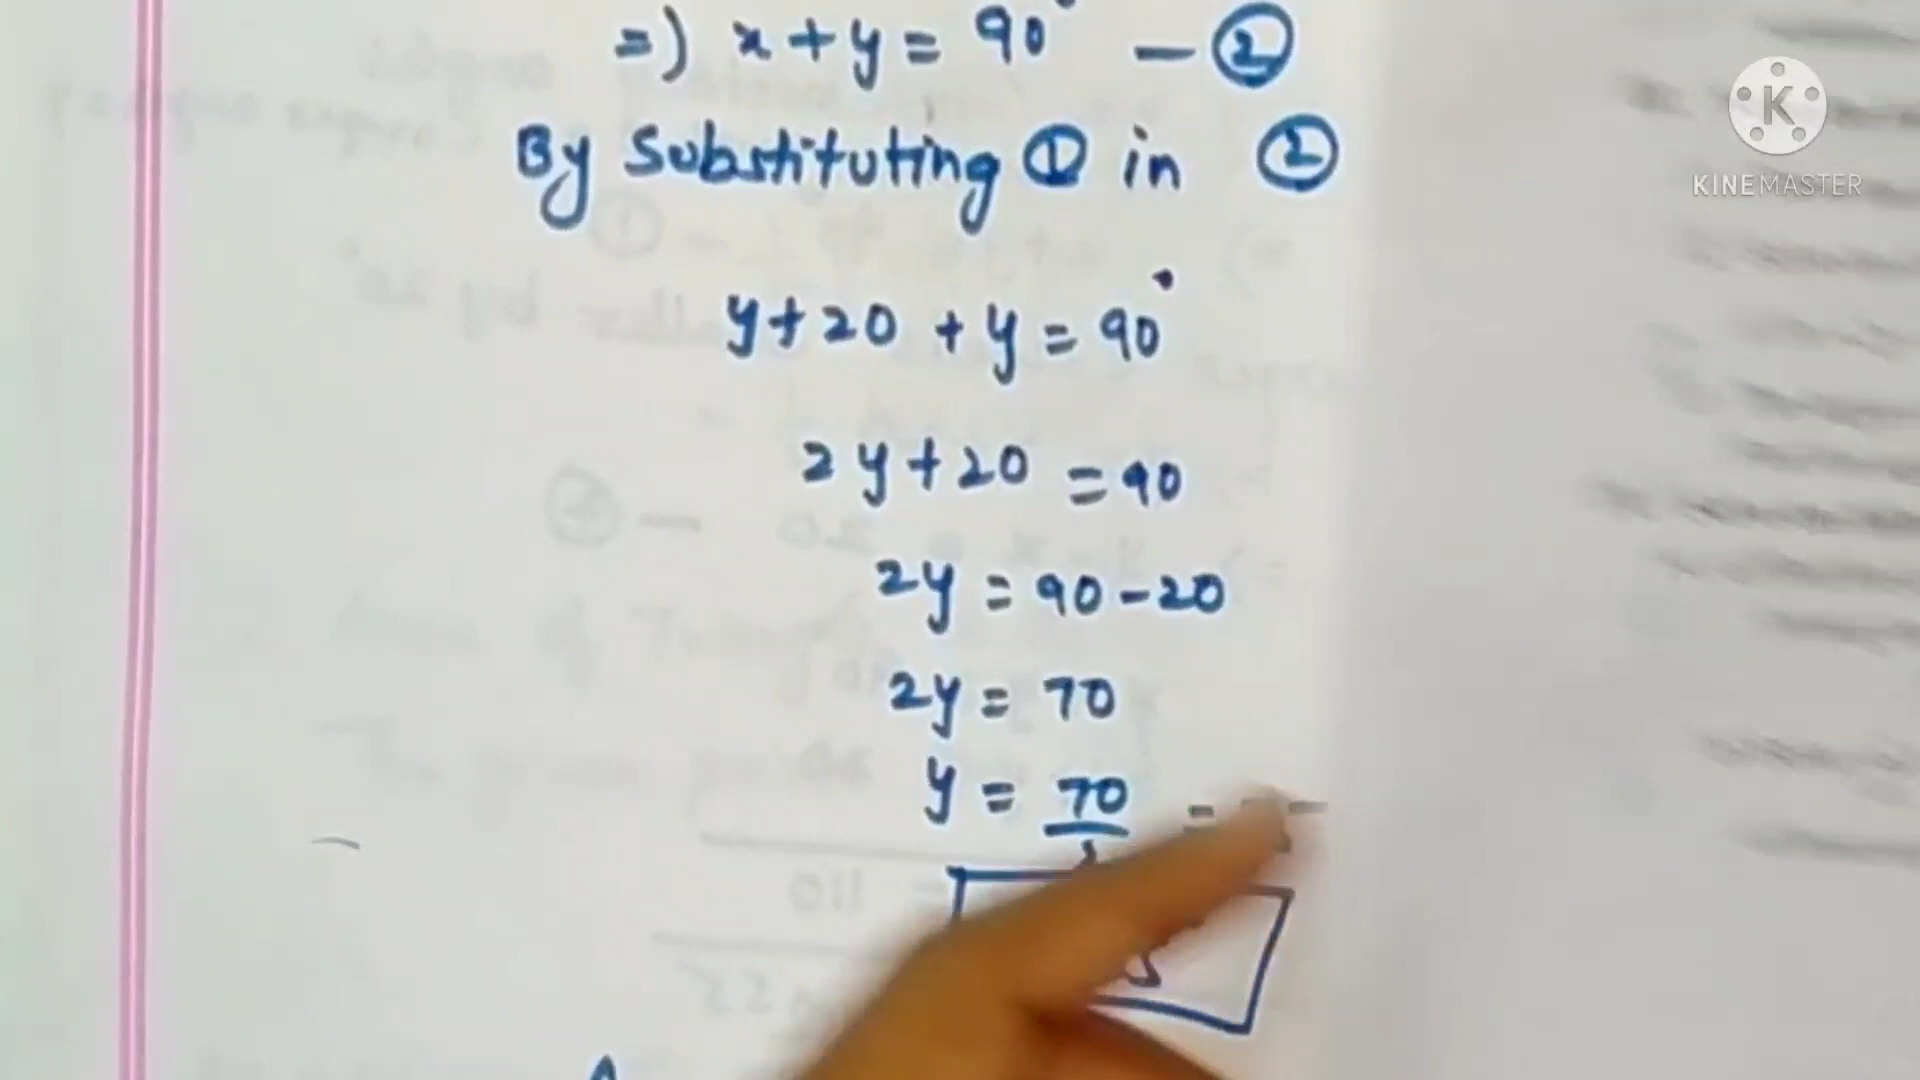 =) x + y = 90° — ②
By Substituting ① in ②
y + 20 + y = 90°
2y + 20 = 90
2y = 90 - 20
2y = 70
y = 70
K
KINEMASTER